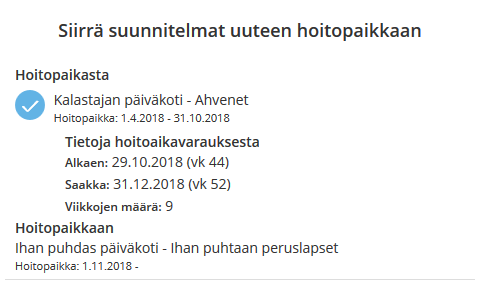 Siirrä suunnitelmat uuteen hoitopaikkaan
Hoitopaikasta
Kalastajan päiväkoti - Ahvenet
Hoitopaikka: 1.4.2018 - 31.10.2018
Tietoja hoitoaikavarauksesta
Alkaen: 29.10.2018 (vk 44)
Saakka: 31.12.2018 (vk 52)
Viikkojen määrä: 9
Hoitopaikkaan
Ihan puhdas päiväkoti - Ihan puhtaan peruslapset
Hoitopaikka: 1.11.2018 -